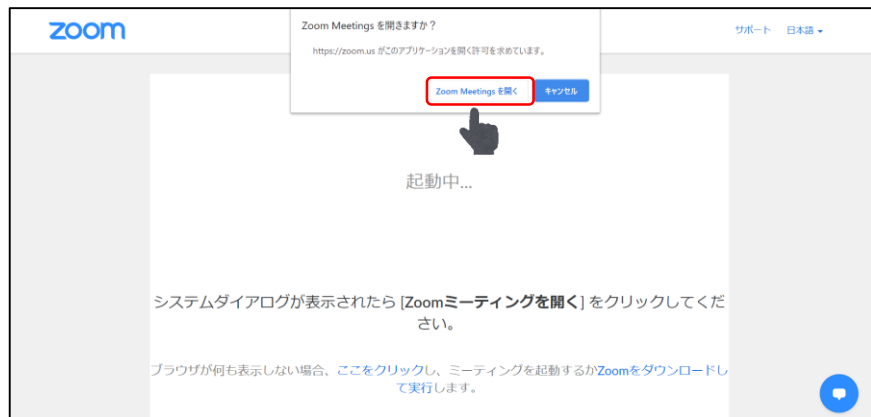 zoom
サポート 日本語
Zoom Meetings を開きますか？
https://zoom.us がこのアプリケーションを開く許可を求めています。
Zoom Meetings を開く キャンセル
起動中...
システムダイアログが表示されたら [Zoomミーティングを開く] をクリックしてくだ
さい。
ブラウザが何も表示しない場合、ここをクリックし、ミーティングを起動するかZoomをダウンロードし
て実行します。